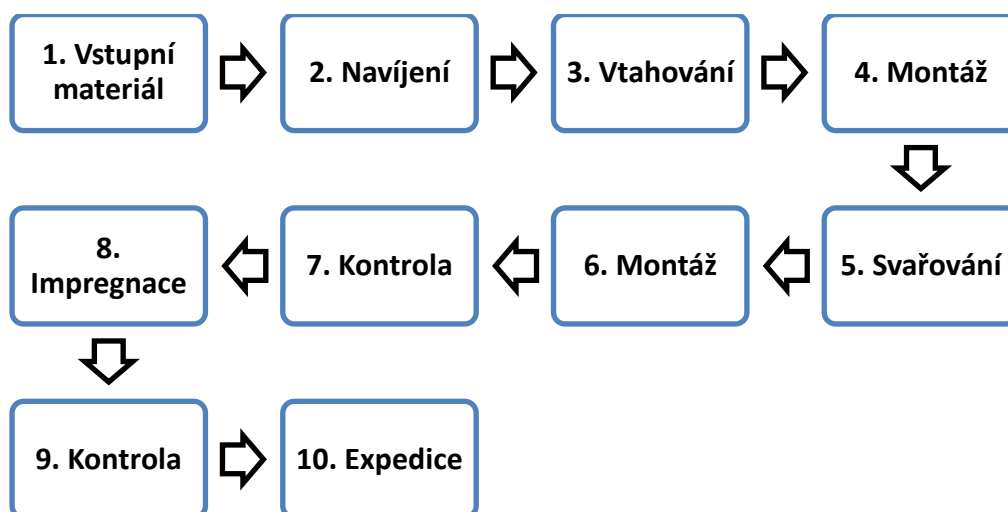 1. Vstupní
materiál
2. Navíjení
3. Vtahování
4. Montáž
5. Svařování
6. Montáž
7. Kontrola
8.
Impregnace
9. Kontrola
10. Expedice